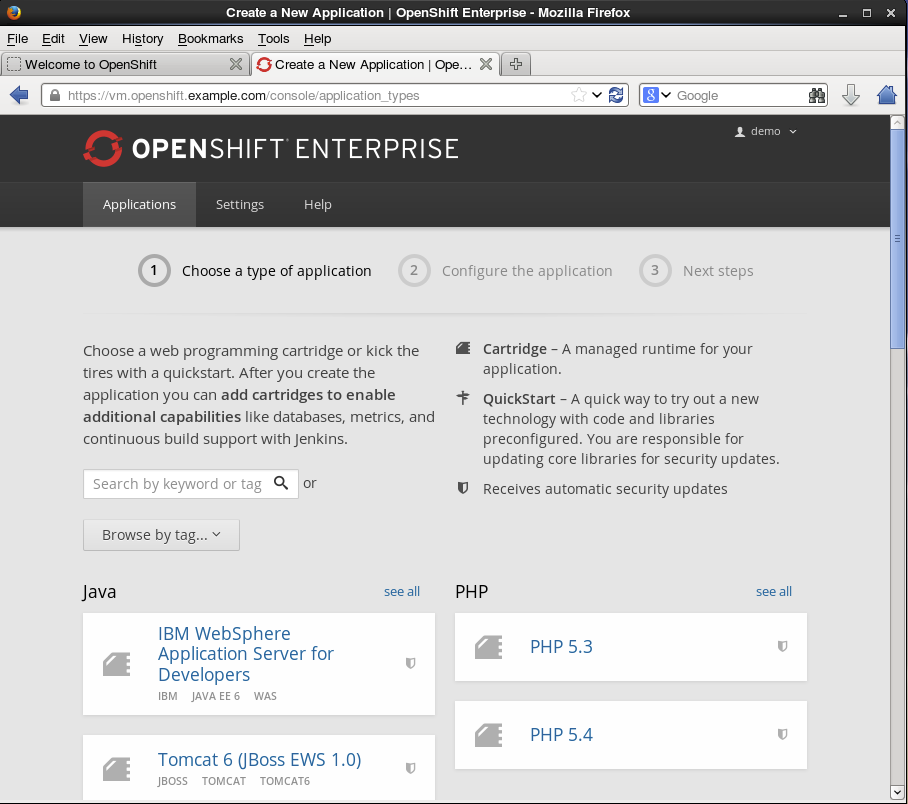 Create a New Application | OpenShift Enterprise - Mozilla Firefox
File Edit View History Bookmarks Tools Help
Welcome to OpenShift
Create a New Application | Ope...
https://vm.openshift.example.com/console/application_types
8
Google
OPENSHIFT ENTERPRISE
demo
Applications
Settings
Help
1 Choose a type of application
2 Configure the application
3 Next steps
Choose a web programming cartridge or kick the
tires with a quickstart. After you create the
application you can add cartridges to enable
additional capabilities like databases, metrics, and
continuous build support with Jenkins.
Search by keyword or tag
or
Browse by tag...
Cartridge – A managed runtime for your
application.
QuickStart – A quick way to try out a new
technology with code and libraries
preconfigured. You are responsible for
updating core libraries for security updates.
Receives automatic security updates
Java
see all
IBM WebSphere
Application Server for
Developers
IBM JAVA EE 6 WAS
Tomcat 6 (JBoss EWS 1.0)
JBOSS TOMCAT TOMCAT6
PHP
see all
PHP 5.3
PHP 5.4